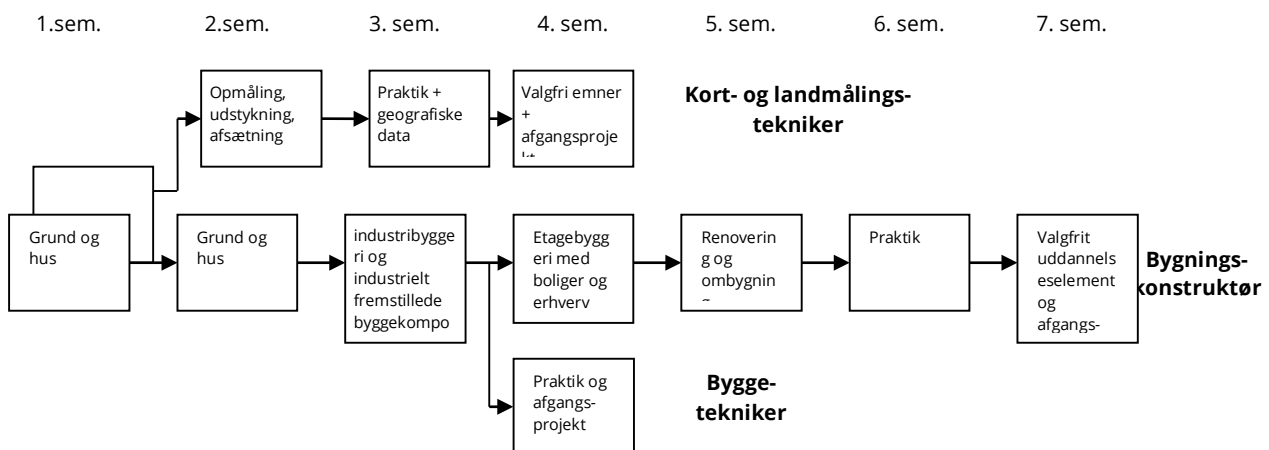 1.sem. 2.sem. 3. sem. 4. sem. 5. sem. 6. sem. 7. sem.
Opmåling,
udstykning,
afsætning
Praktik +
geografiske
data
Valgfri emner
+
afgangsproje
Kort- og landmålings-
tekniker
Grund og
hus
Grund og
hus
industribygge
ri og
industrielt
fremstillede
byggekompo
Etagebygg
eri med
boliger og
erhverv
Renoverin
g og
ombygnin
Praktik
Valgfrit
uddannels
eselement
og
afgangs-
Bygnings-
konstruktør
Praktik og
afgangs-
projekt
Bygge-
tekniker